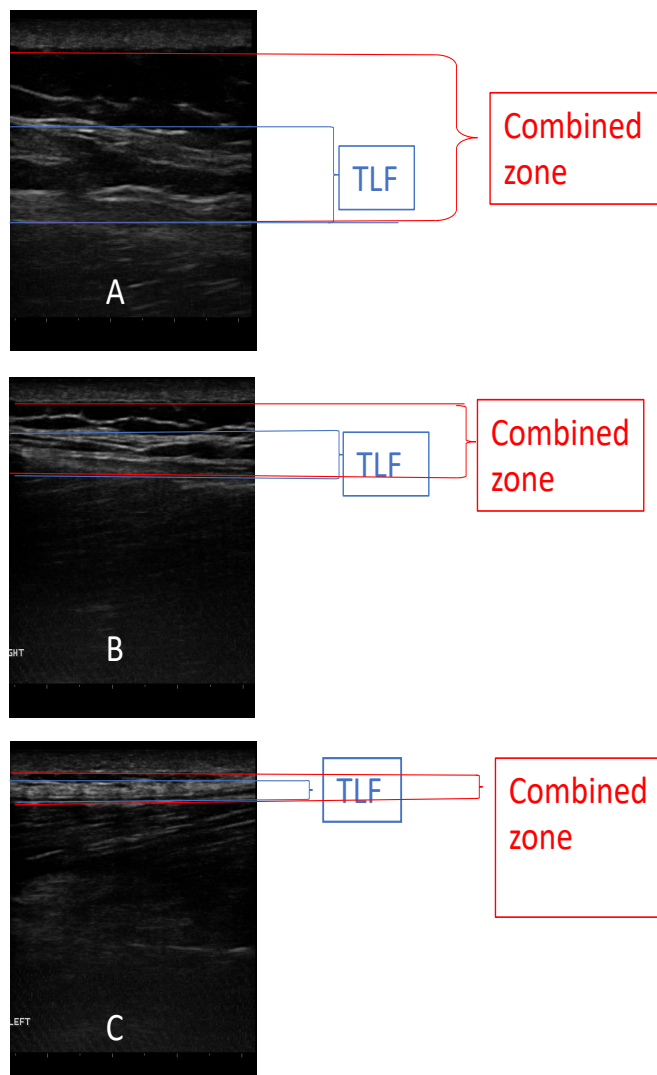 Combined
zone
TLF
A
Combined
zone
TLF
GHT
B
TLF
Combined
zone
LEFT
C